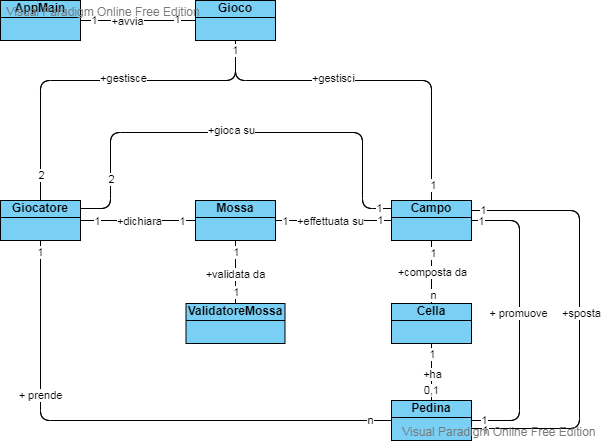 AppMain
Gioco
Visual Paradigm Online Free Edition
1 +avvia 1
1
+gestisce
+gestisci
+gioca su
2
2
1
Giocatore
Mossa
Campo
1
1
1 +dichiara 1
1 +effettuata su 1
1
1
1
1
+validata da
1
1
+composta da
n
ValidatoreMossa
Cella
+ promuove
+sposta
1
+ha
0,1
+ prende
Pedina
n
1
1
Visual Paradigm Online Free Edition